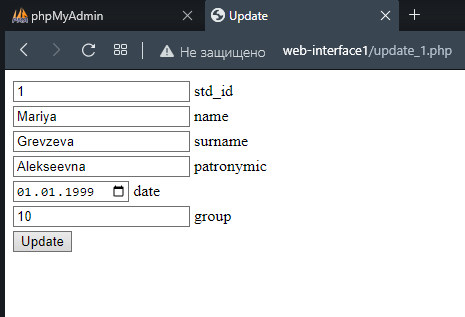 phpMyAdmin
Update
Не защищено web-interface1/update_1.php
1 std_id
Mariya name
Grevzeva surname
Alekseevna patronymic
01.01.1999 date
10 group
Update